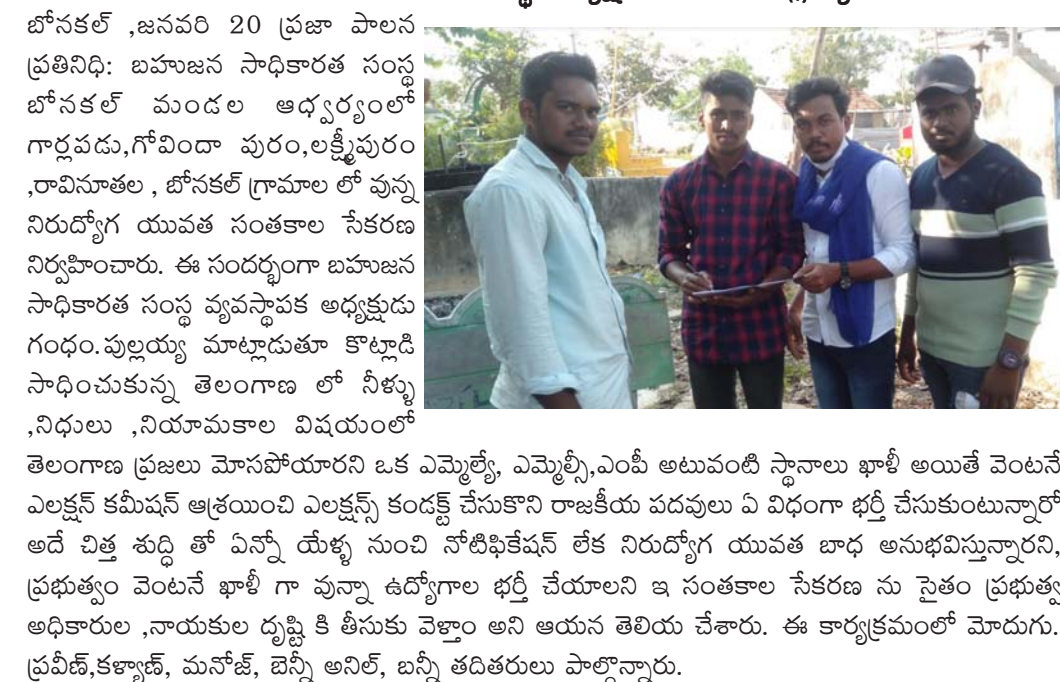 బోనకల్ ,జనవరి 20 ప్రజా పాలన
ప్రతినిధి: బహుజన సాధికారత సంస్థ
బోనకల్ మండల ఆధ్వర్యంలో
గార్లపడు,గోవిందా పురం,లక్ష్మీపురం
,రావినూతల , బోనకల్ గ్రామాల లో వున్న
నిరుద్యోగ యువత సంతకాల సేకరణ
నిర్వహించారు. ఈ సందర్భంగా బహుజన
సాధికారత సంస్థ వ్యవస్థాపక అధ్యక్షుడు
గంధం.పుల్లయ్య మాట్లాడుతూ కొట్లాడి
సాధించుకున్న తెలంగాణ లో నీళ్ళు
,నిధులు ,నియామకాల విషయంలో
తెలంగాణ ప్రజలు మోసపోయారని ఒక ఎమ్మెల్యే, ఎమ్మెల్సీ,ఎంపీ అటువంటి స్థానాలు ఖాళీ అయితే వెంటనే
ఎలక్షన్ కమీషన్ ఆశ్రయించి ఎలక్షన్స్ కండక్ట్ చేసుకొని రాజకీయ పదవులు ఏ విధంగా భర్తీ చేసుకుంటున్నారో
అదే చిత్త శుద్ధి తో ఏన్నో యేళ్ళ నుంచి నోటిఫికేషన్ లేక నిరుద్యోగ యువత బాధ అనుభవిస్తున్నారని,
ప్రభుత్వం వెంటనే ఖాళీ గా వున్నా ఉద్యోగాల భర్తీ చేయాలని ఇ సంతకాల సేకరణ ను సైతం ప్రభుత్వ
అధికారుల ,నాయకుల దృష్టి కి తీసుకు వెళ్తాం అని ఆయన తెలియ చేశారు. ఈ కార్యక్రమంలో మోదుగు.
ప్రవీణ్,కళ్యాణ్, మనోజ్, బెన్నీ అనిల్, బన్నీ తదితరులు పాల్గొన్నారు.